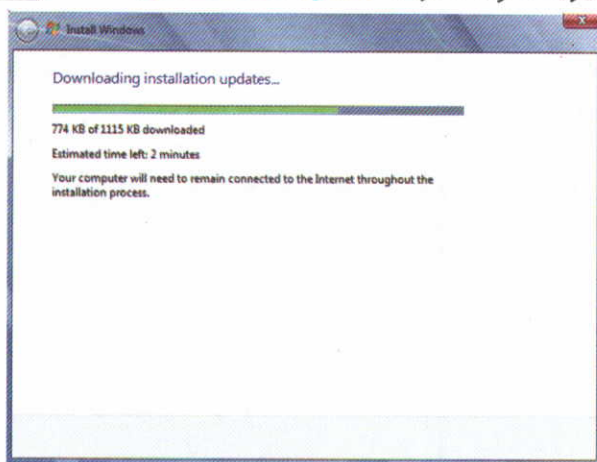 Install Windows
Downloading installation updates...
774 KB of 1115 KB downloaded
Estimated time left: 2 minutes
Your computer will need to remain connected to the Internet throughout the
installation process.